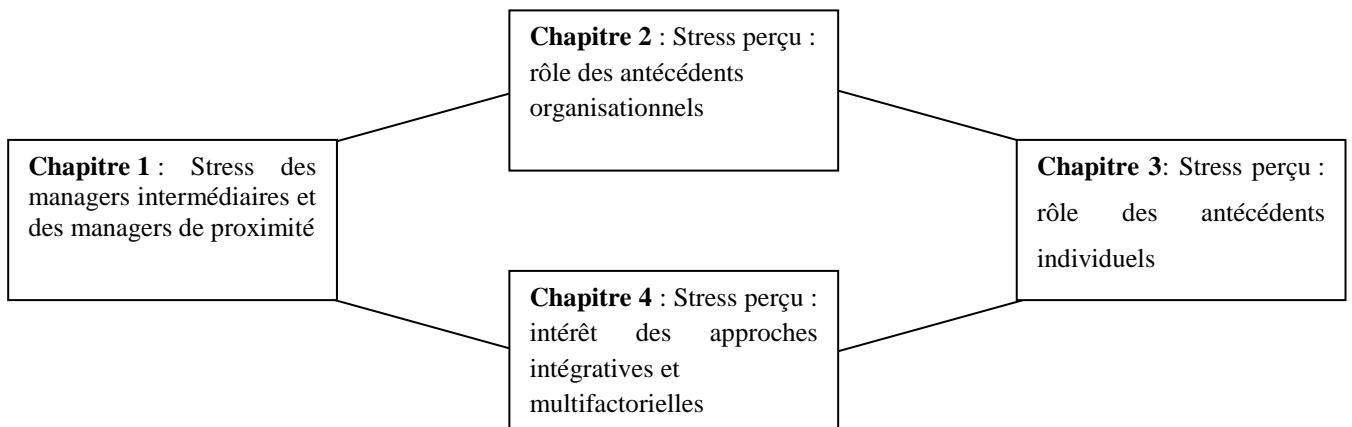 Chapitre 2 : Stress perçu :
rôle des antécédents
organisationnels
Chapitre 1 : Stress des
managers intermédiaires et
des managers de proximité
Chapitre 3: Stress perçu :
rôle des antécédents
individuels
Chapitre 4 : Stress perçu :
intérêt des approches
intégratives et
multifactorielles